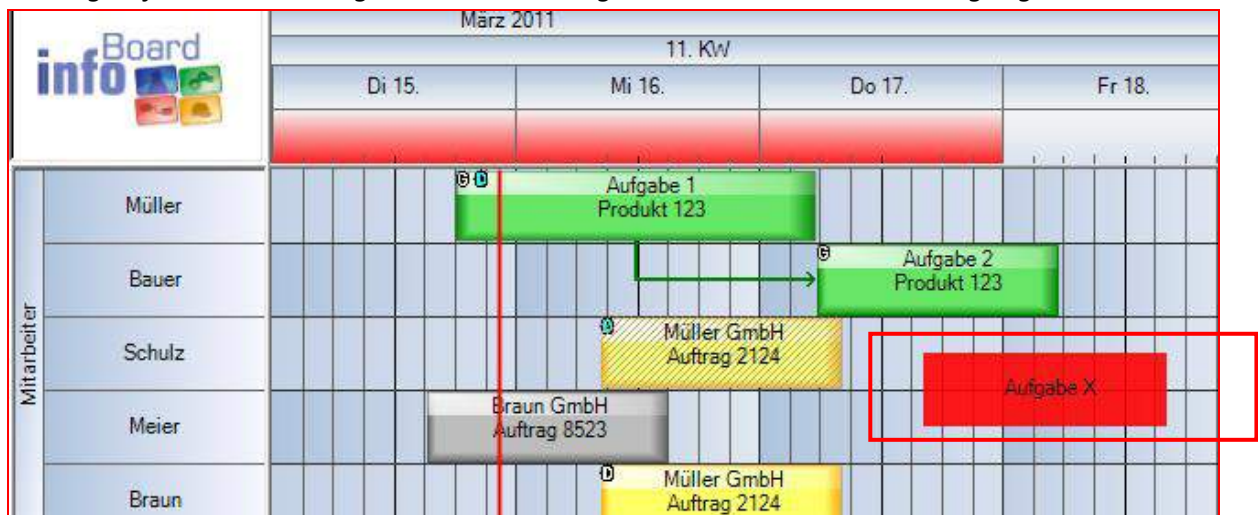 Board
info
März 2011
11. KW
Di 15.
Mi 16.
Do 17.
Fr 18.
Mitarbeiter
Müller
G D
Aufgabe 1
Produkt 123
Bauer
G
Aufgabe 2
Produkt 123
Schulz
A
Müller GmbH
Auftrag 2124
Aufgabe X
Meier
Braun GmbH
Auftrag 8523
Braun
D
Müller GmbH
Auftrag 2124